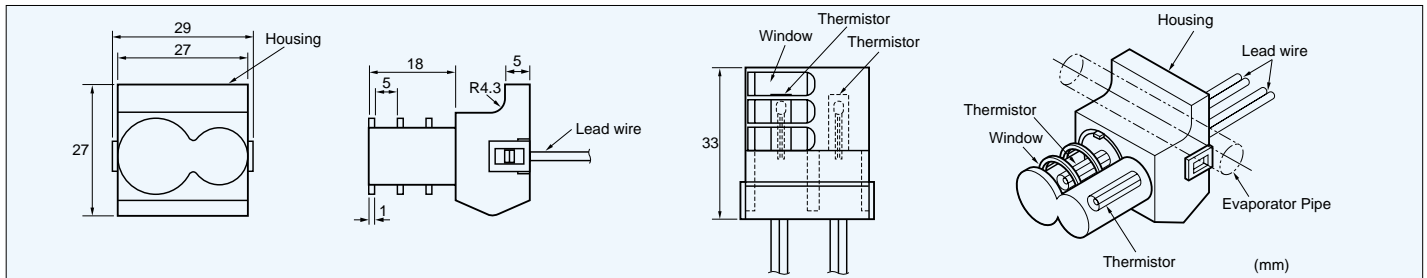 29
27
Housing
27
18
5
5
R4.3
Lead wire
1
Thermistor
Window
Thermistor
33
Housing
Lead wire
Thermistor
Window
Evaporator Pipe
Thermistor
(mm)